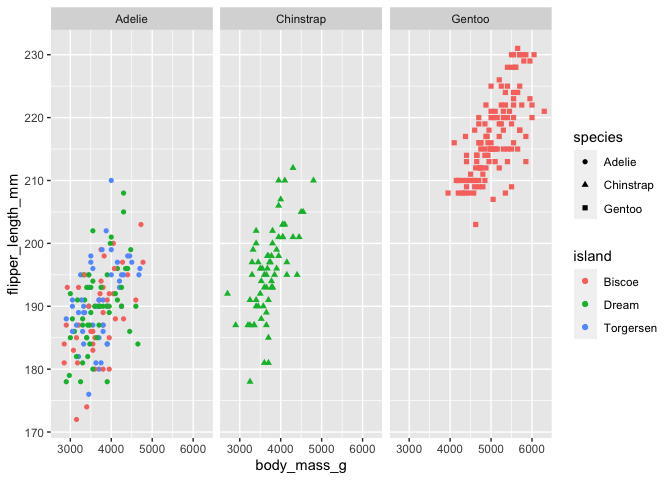 Adelie Chinstrap Gentoo
230
220
210
200
190
180
170
flipper_length_mm
3000 4000 5000 6000 3000 4000 5000 6000 3000 4000 5000 6000
body_mass_g
species
Adelie
Chinstrap
Gentoo
island
Biscoe
Dream
Torgersen